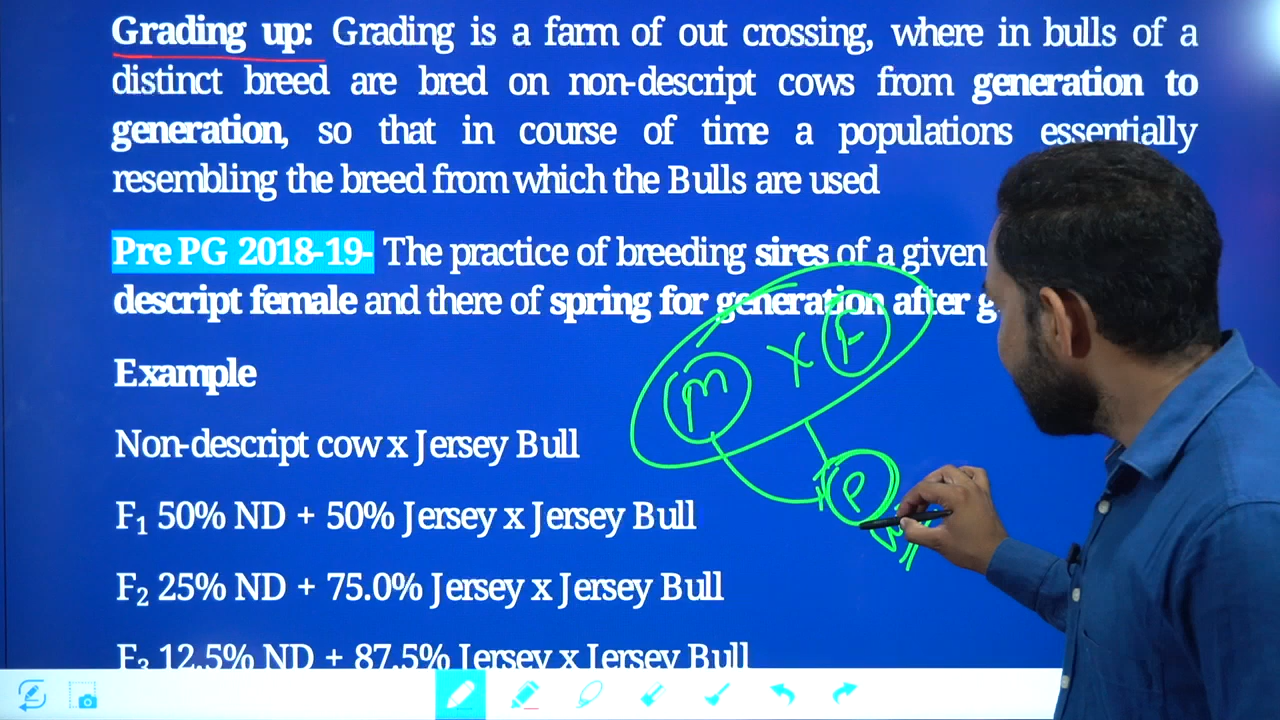 Grading up: Grading is a farm of out crossing, where in bulls of a
distinct breed are bred on non-descript cows from generation to
generation, so that in course of time a populations essentially
resembling the breed from which the Bulls are used
Pre PG 2018-19- The practice of breeding sires of a given
descript female and there of spring for generation after g
Example
M X F
Non-descript cow x Jersey Bull
P
F₁ 50% ND + 50% Jersey x Jersey Bull
F₂ 25% ND + 75.0% Jersey x Jersey Bull
F₃ 12.5% ND + 87.5% Jersey x Jersey Bull